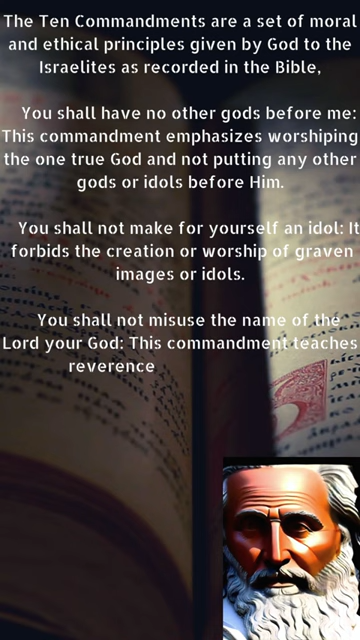 The Ten Commandments are a set of moral
and ethical principles given by God to the
Israelites as recorded in the Bible,
You shall have no other gods before me:
This commandment emphasizes worshiping
the one true God and not putting any other
gods or idols before Him.
You shall not make for yourself an idol: It
forbids the creation or worship of graven
images or idols.
You shall not misuse the name of the
Lord your God: This commandment teaches
reverence